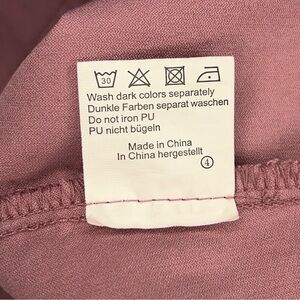 30
Wash dark colors separately
Dunkle Farben separat waschen
Do not iron PU
PU nicht bügeln
Made in China
In China hergestellt
4